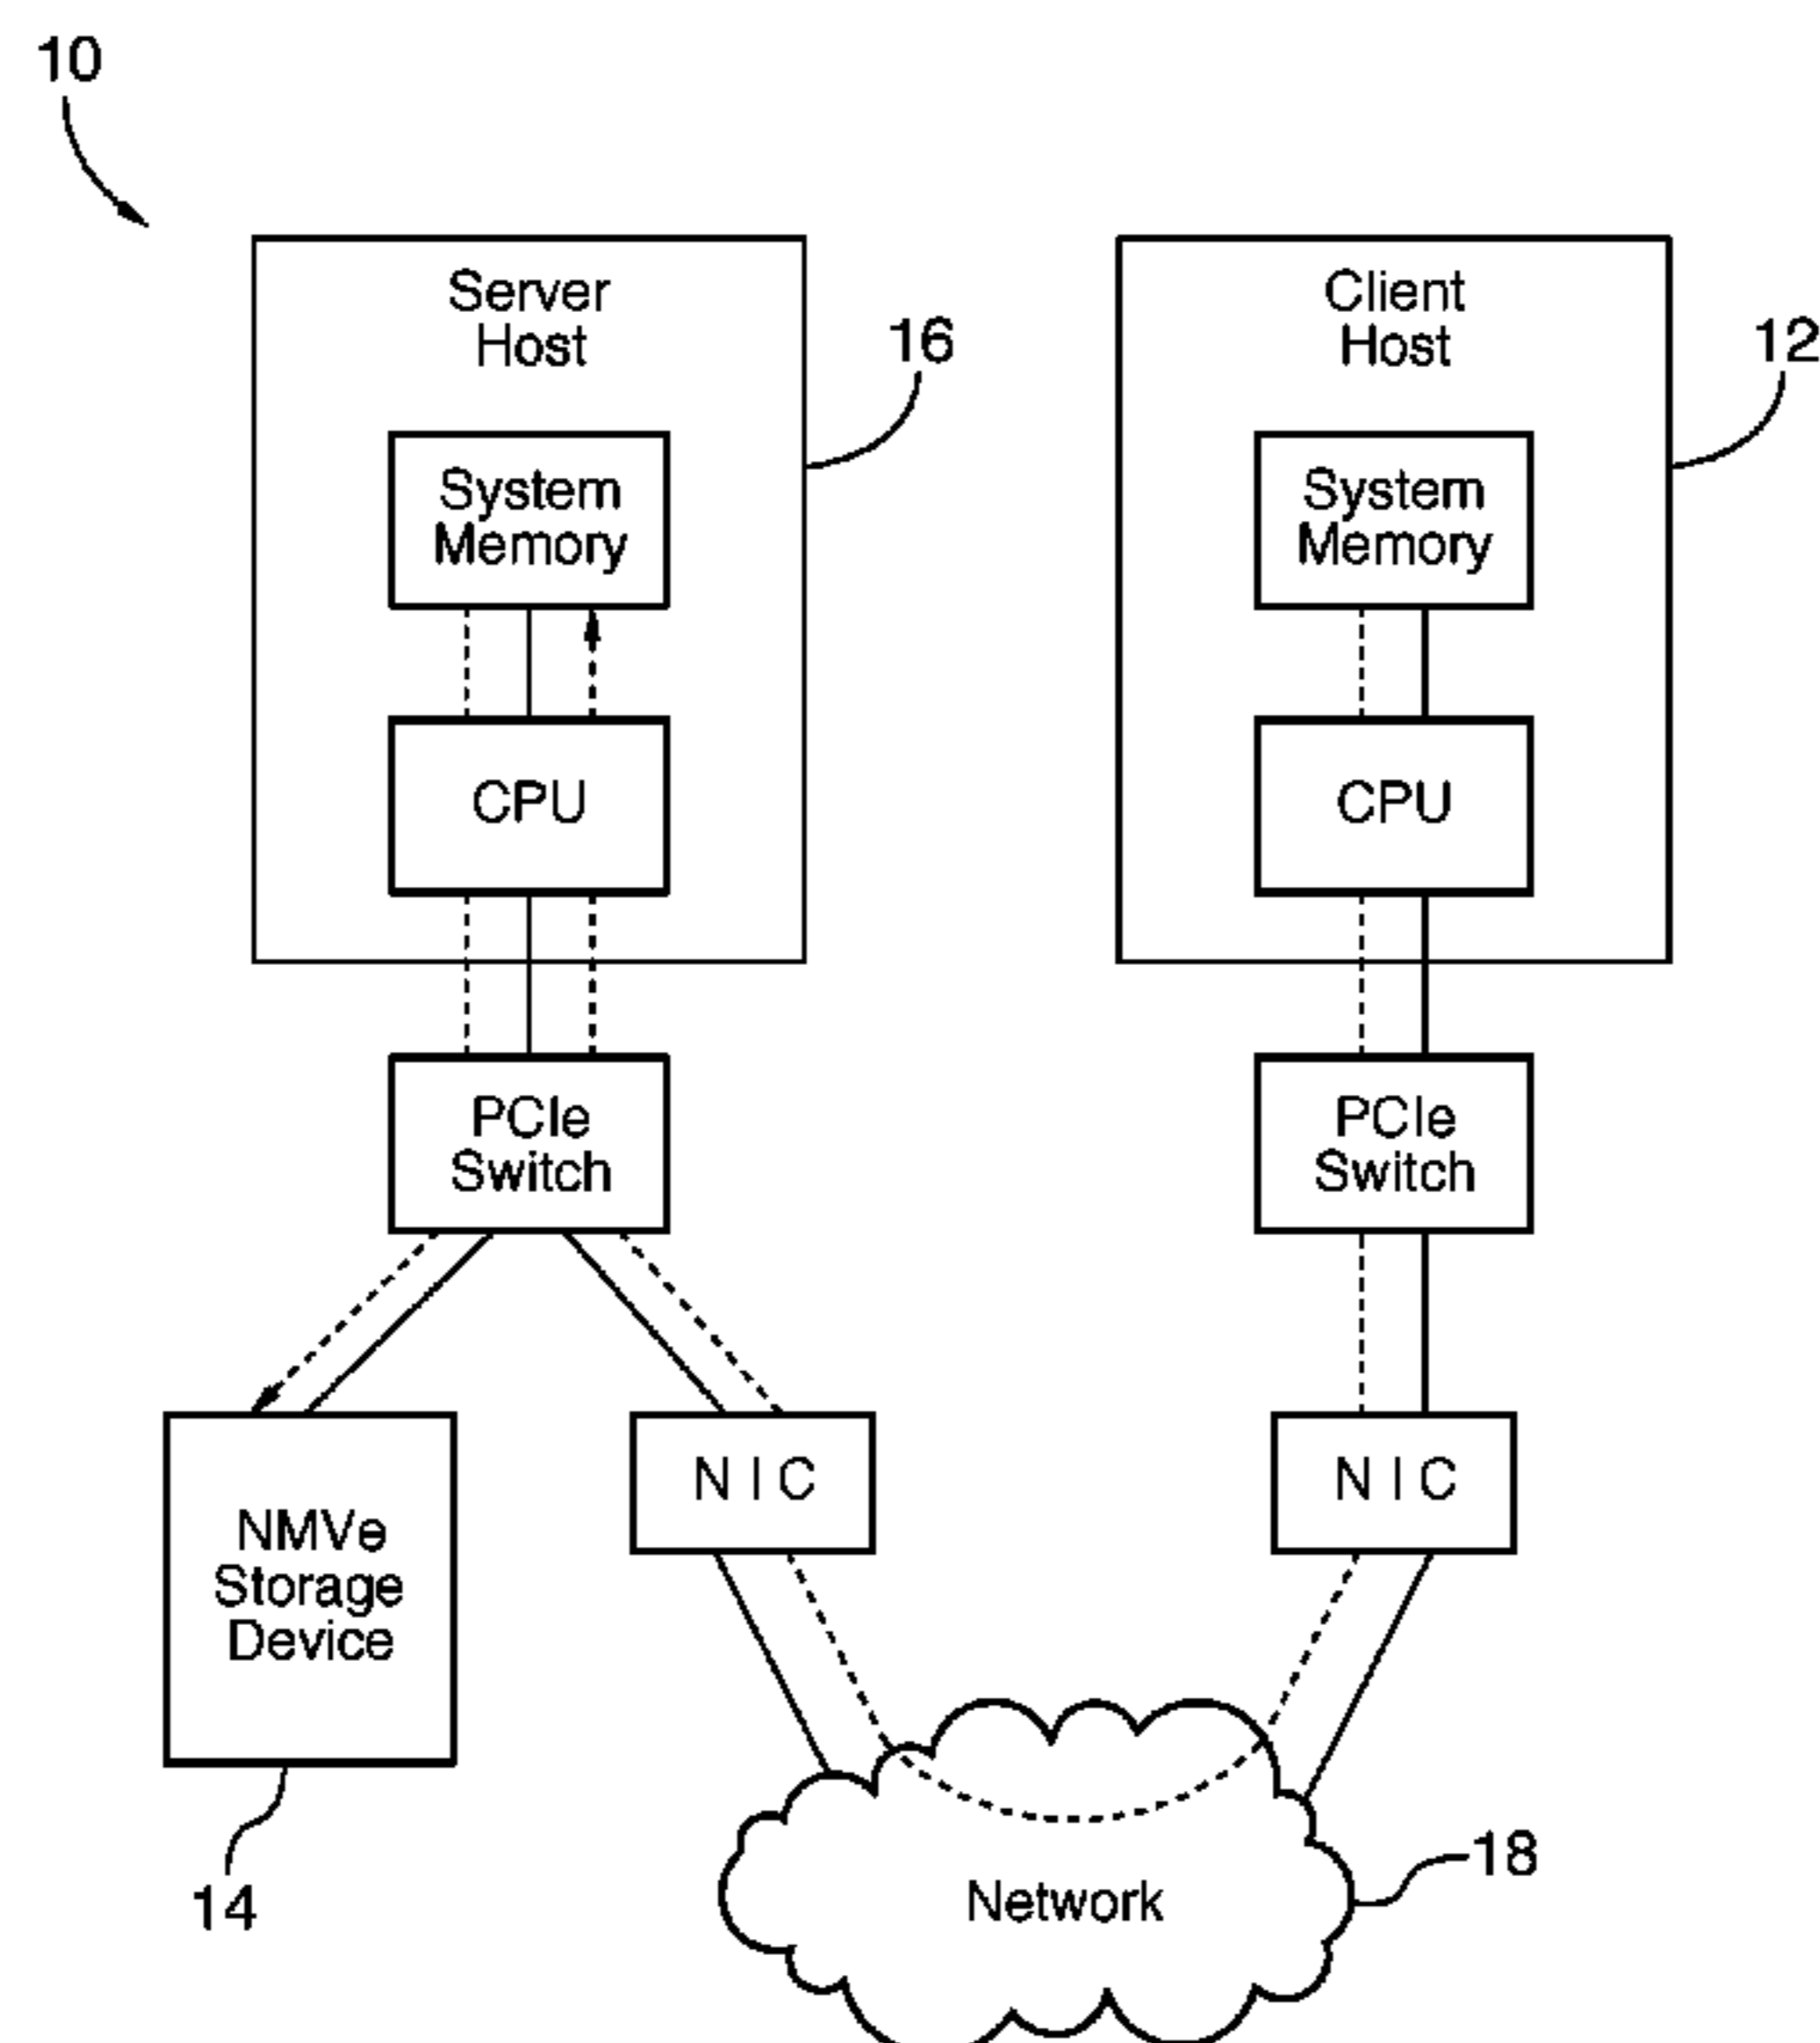 10
Server
Host
16
Client
Host
12
System
Memory
System
Memory
CPU
CPU
PCIe
Switch
PCIe
Switch
NMVe
Storage
Device
N I C
N I C
14
Network
18